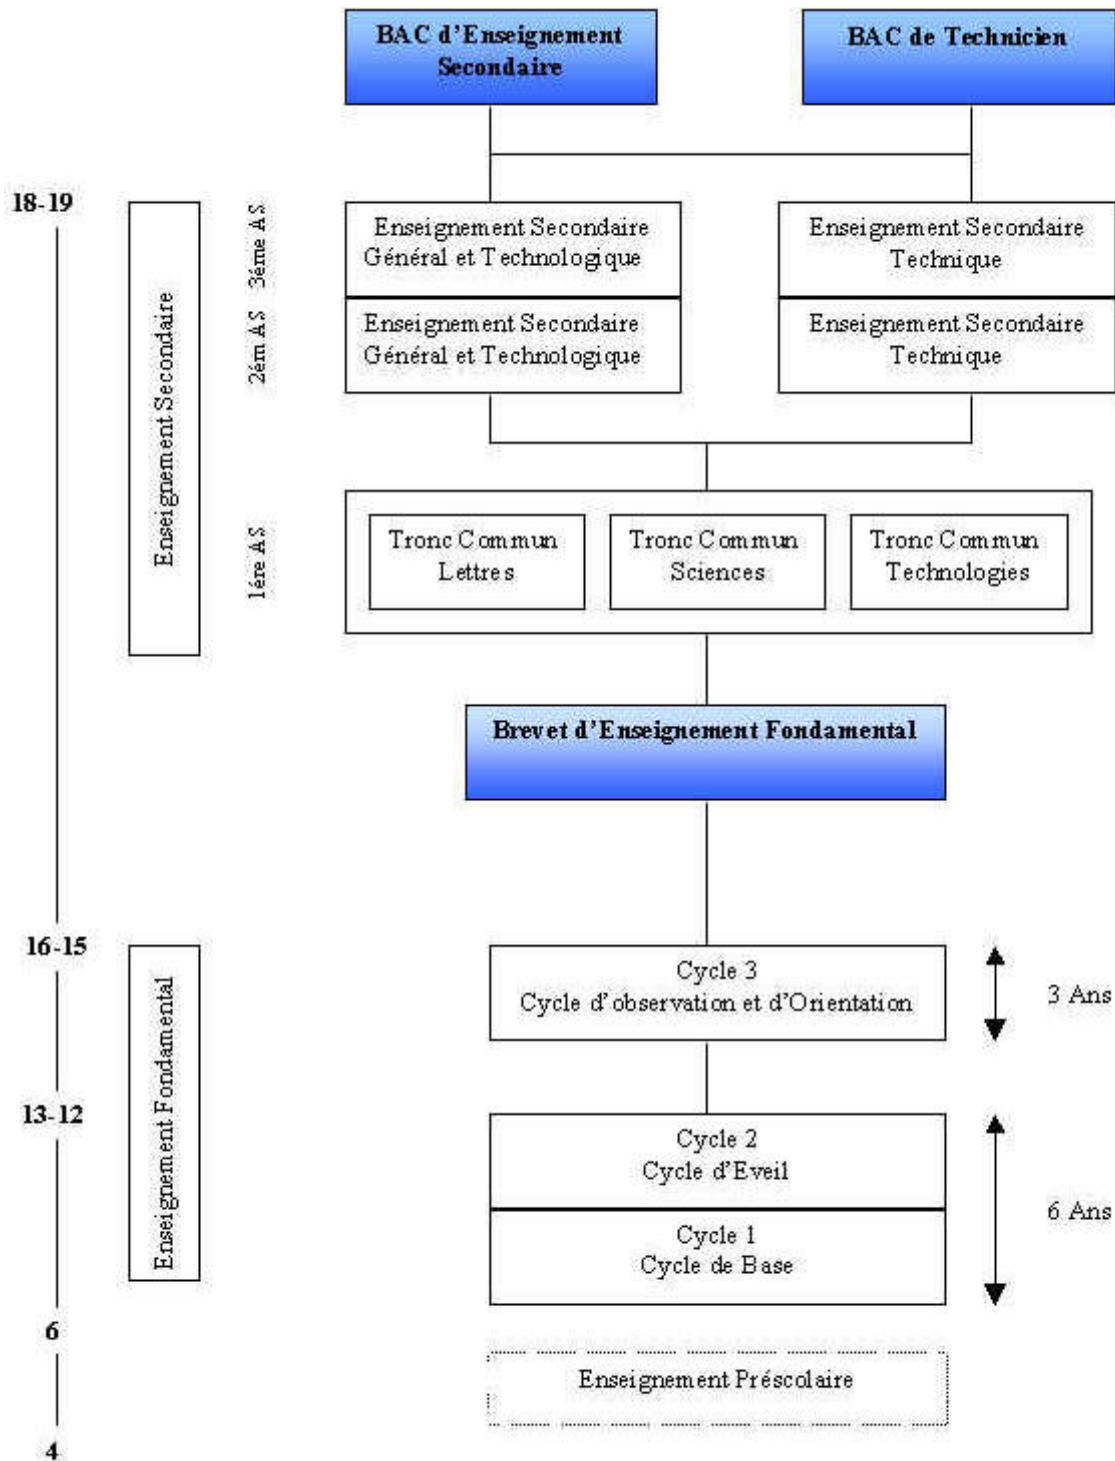 BAC d'Enseignement
Secondaire
BAC de Technicien
18-19
Enseignement Secondaire
3éme AS
Enseignement Secondaire
Général et Technologique
Enseignement Secondaire
Technique
2ém AS
Enseignement Secondaire
Général et Technologique
Enseignement Secondaire
Technique
1ére AS
Tronc Commun
Lettres
Tronc Commun
Sciences
Tronc Commun
Technologies
Brevet d'Enseignement Fondamental
16-15
Enseignement Fondamental
Cycle 3
Cycle d'observation et d'Orientation
3 Ans
13-12
Cycle 2
Cycle d'Eveil
6 Ans
Cycle 1
Cycle de Base
6
Enseignement Préscolaire
4